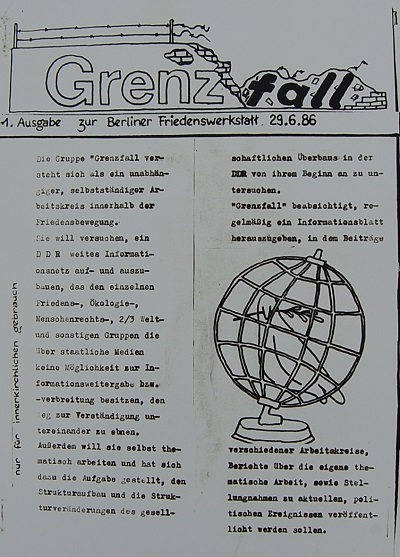 Grenzfall
1. Ausgabe zur Berliner Friedenswerkstatt 29.6.86
Die Gruppe "Grenzfall ver-
steht sich als ein unabhän-
giger, selbstständiger Ar-
beitskreis innerhalb der
Friedensbewegung.
Sie will versuchen, ein
D D R weites Informati-
onsnetz auf- und auszu-
bauen, das den einzelnen
Friedens-, Ökologie-,
Menschenrechts-, 2/3 Welt-
und sonstigen Gruppen die
über staatliche Medien
keine Möglichkeit zur In-
formationsweitergabe bzw.
-verbreitung besitzen, den
Weg zur Verständigung un-
tereinander zu ebnen.
Außerdem will sie selbst the-
matisch arbeiten und hat sich
dazu die Aufgabe gestellt, den
Strukturaufbau und die Struk-
turveränderungen des gesell-
schaftlichen Überbaus in der
DDR von ihrem Beginn an zu un-
tersuchen.
"Grenzfall" beabsichtigt, re-
gelmäßig ein Informationsblatt
herauszugeben, in dem Beiträge
verschiedener Arbeitskreise,
Berichte über die eigene the-
matische Arbeit, sowie Stel-
lungnahmen zu aktuellen, poli-
tischen Ereignissen veröffent-
licht werden sollen.
nur für innerkirchlichen gebrauch